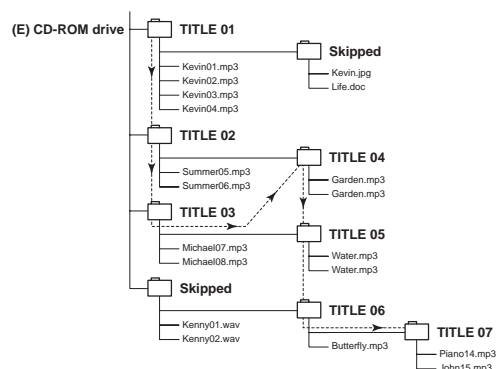 (E) CD-ROM drive
TITLE 01
Skipped
Kevin01.mp3
Kevin02.mp3
Kevin03.mp3
Kevin04.mp3
Kevin.jpg
Life.doc
TITLE 02
TITLE 04
Summer05.mp3
Summer06.mp3
Garden.mp3
Garden.mp3
TITLE 03
TITLE 05
Michael07.mp3
Michael08.mp3
Water.mp3
Water.mp3
Skipped
TITLE 06
TITLE 07
Kenny01.wav
Kenny02.wav
Butterfly.mp3
Piano14.mp3
John15.mp3